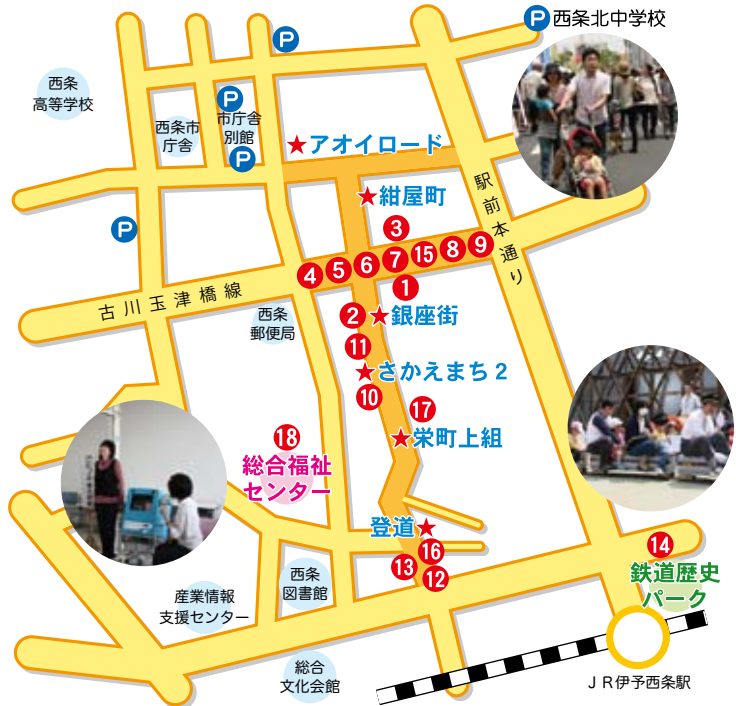 P 西条北中学校
P
西条
高等学校
P
西条市
庁舎
市庁舎
別館
P
★アオイロード
駅前本通り
★紺屋町
P
3
4 5 6 7 15 8 9
1
古川玉津橋線
西条
郵便局
2 ★銀座街
11
★さかえまち2
10
17
★栄町上組
18
総合福祉
センター
登道★
16
13 12
14
鉄道歴史
パーク
西条
図書館
産業情報
支援センター
総合
文化会館
JR伊予西条駅